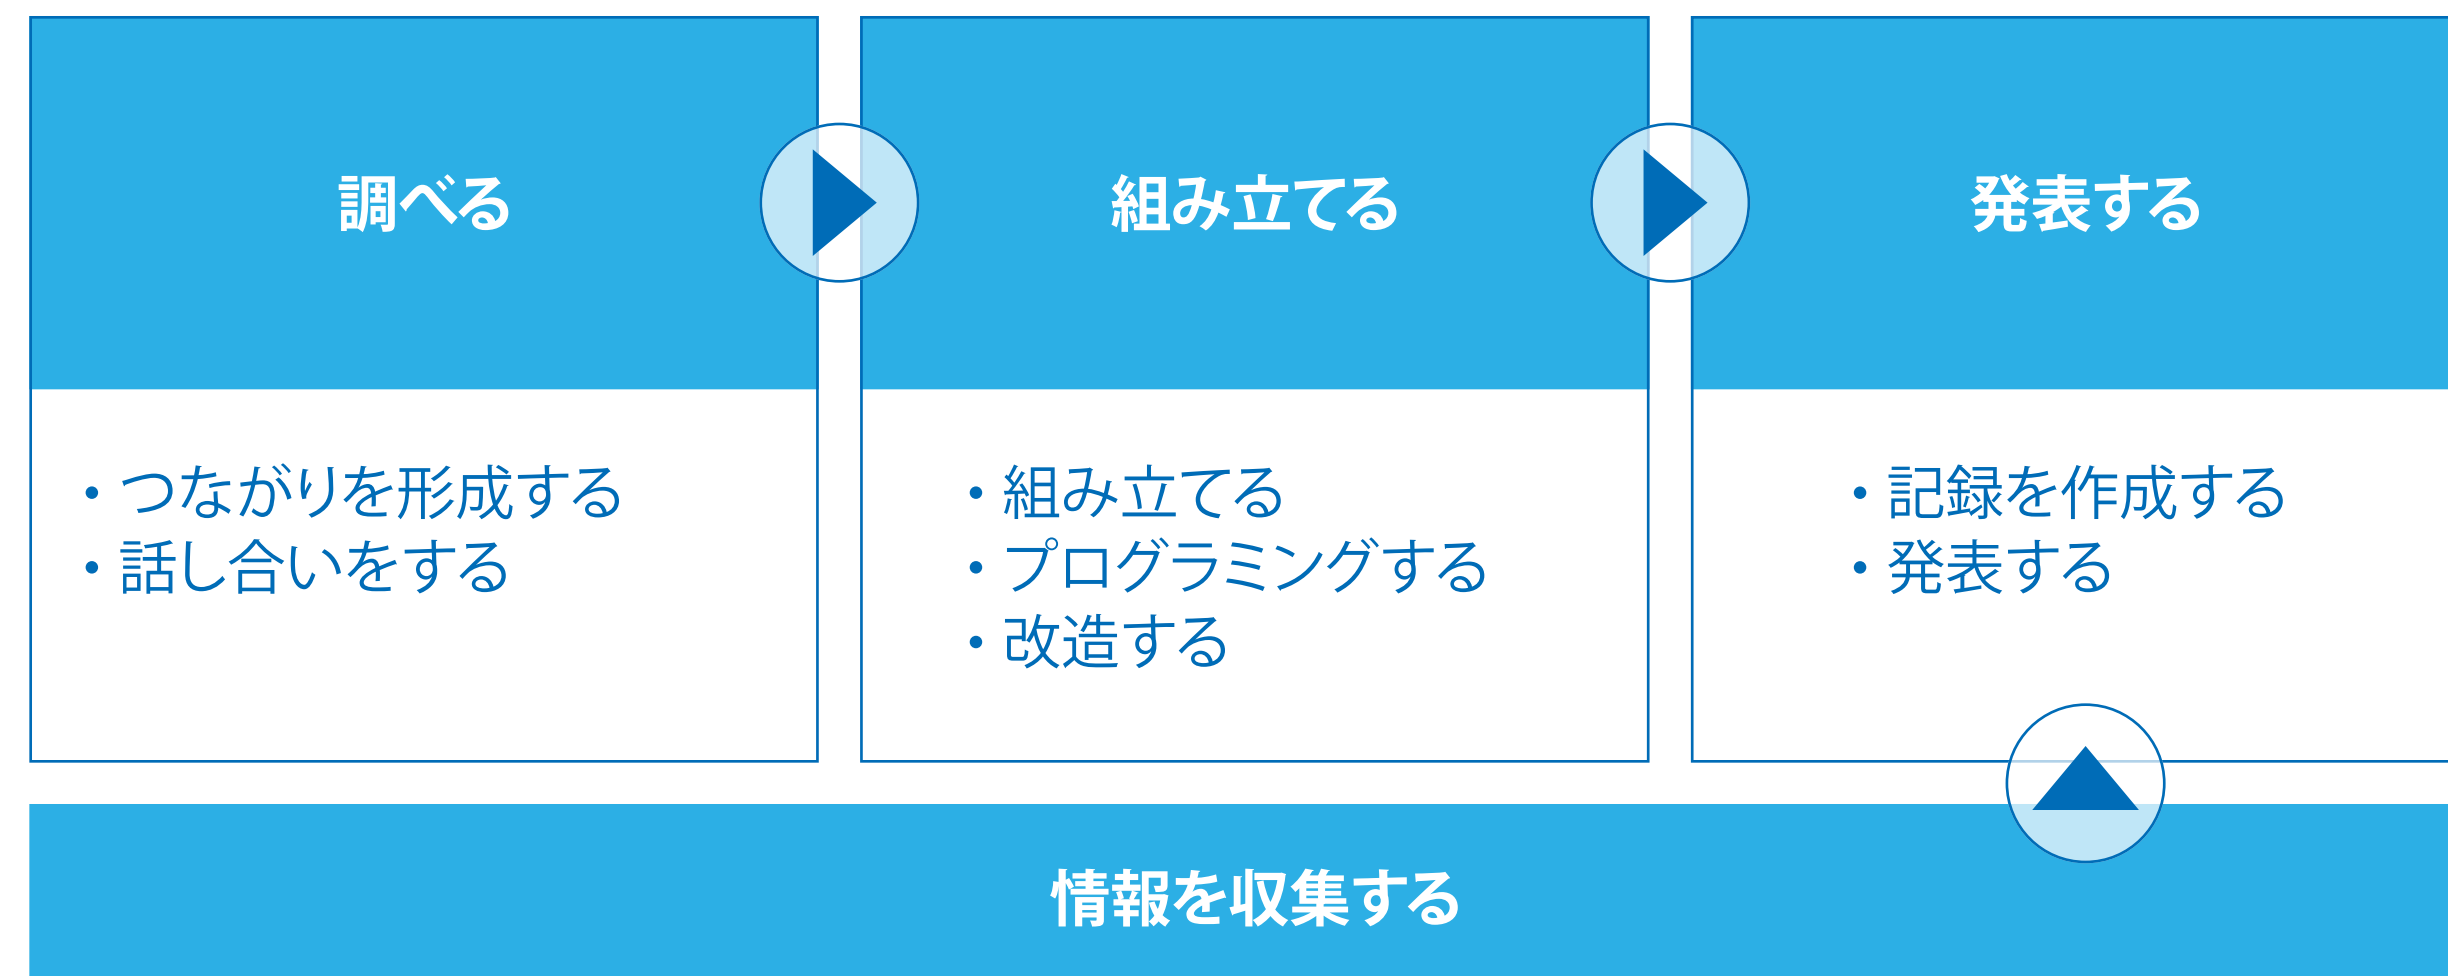 調べる
・つながりを形成する
・話し合いをする
組み立てる
・組み立てる
・プログラミングする
・改造する
発表する
・記録を作成する
・発表する
情報を収集する